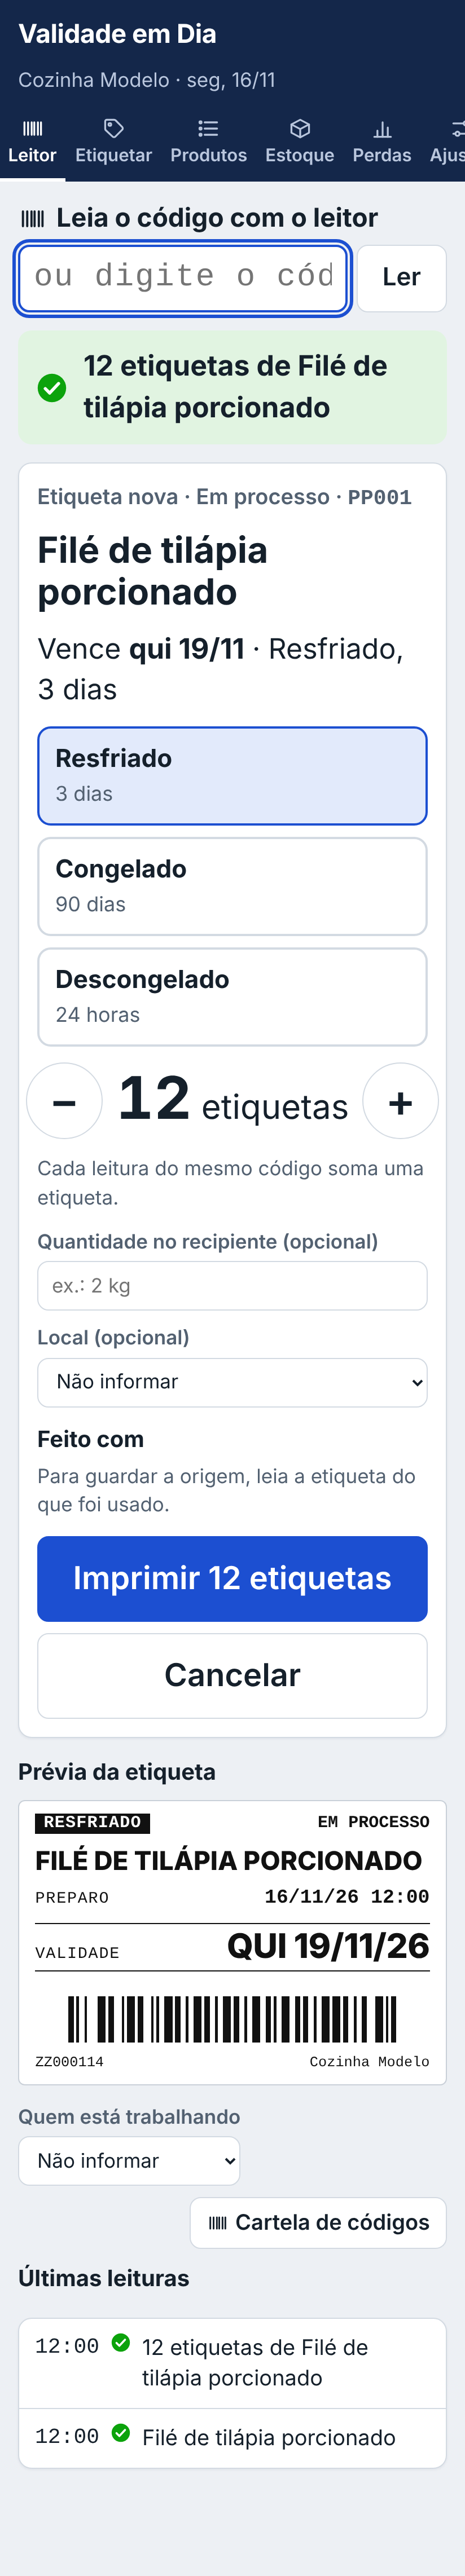 Validade em Dia
Cozinha Modelo · seg, 16/11
Leitor Etiquetar Produtos Estoque Perdas Ajus
Leia o código com o leitor
ou digite o cód
Ler
12 etiquetas de Filé de
tilápia porcionado
Etiqueta nova · Em processo · PP001
Filé de tilápia
porcionado
Vence qui 19/11 · Resfriado,
3 dias
Resfriado
3 dias
Congelado
90 dias
Descongelado
24 horas
− 12 etiquetas +
Cada leitura do mesmo código soma uma
etiqueta.
Quantidade no recipiente (opcional)
ex.: 2 kg
Local (opcional)
Não informar
Feito com
Para guardar a origem, leia a etiqueta do
que foi usado.
Imprimir 12 etiquetas
Cancelar
Prévia da etiqueta
RESFRIADO EM PROCESSO
FILÉ DE TILÁPIA PORCIONADO
PREPARO 16/11/26 12:00
VALIDADE QUI 19/11/26
ZZ000114 Cozinha Modelo
Quem está trabalhando
Não informar
Cartela de códigos
Últimas leituras
12:00 12 etiquetas de Filé de
tilápia porcionado
12:00 Filé de tilápia porcionado